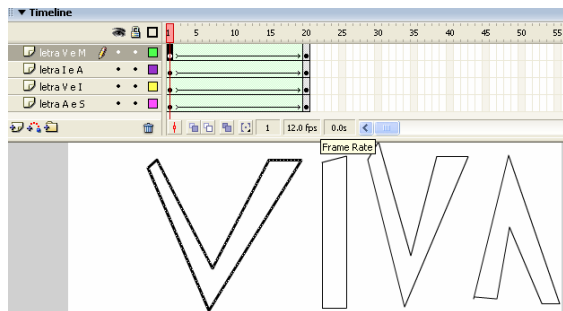 Timeline
1 5 10 15 20 25 30 35 40 45 50 55
letra V e M
letra I e A
letra V e I
letra A e S
1 12.0 fps 0.0s
Frame Rate
V I V A